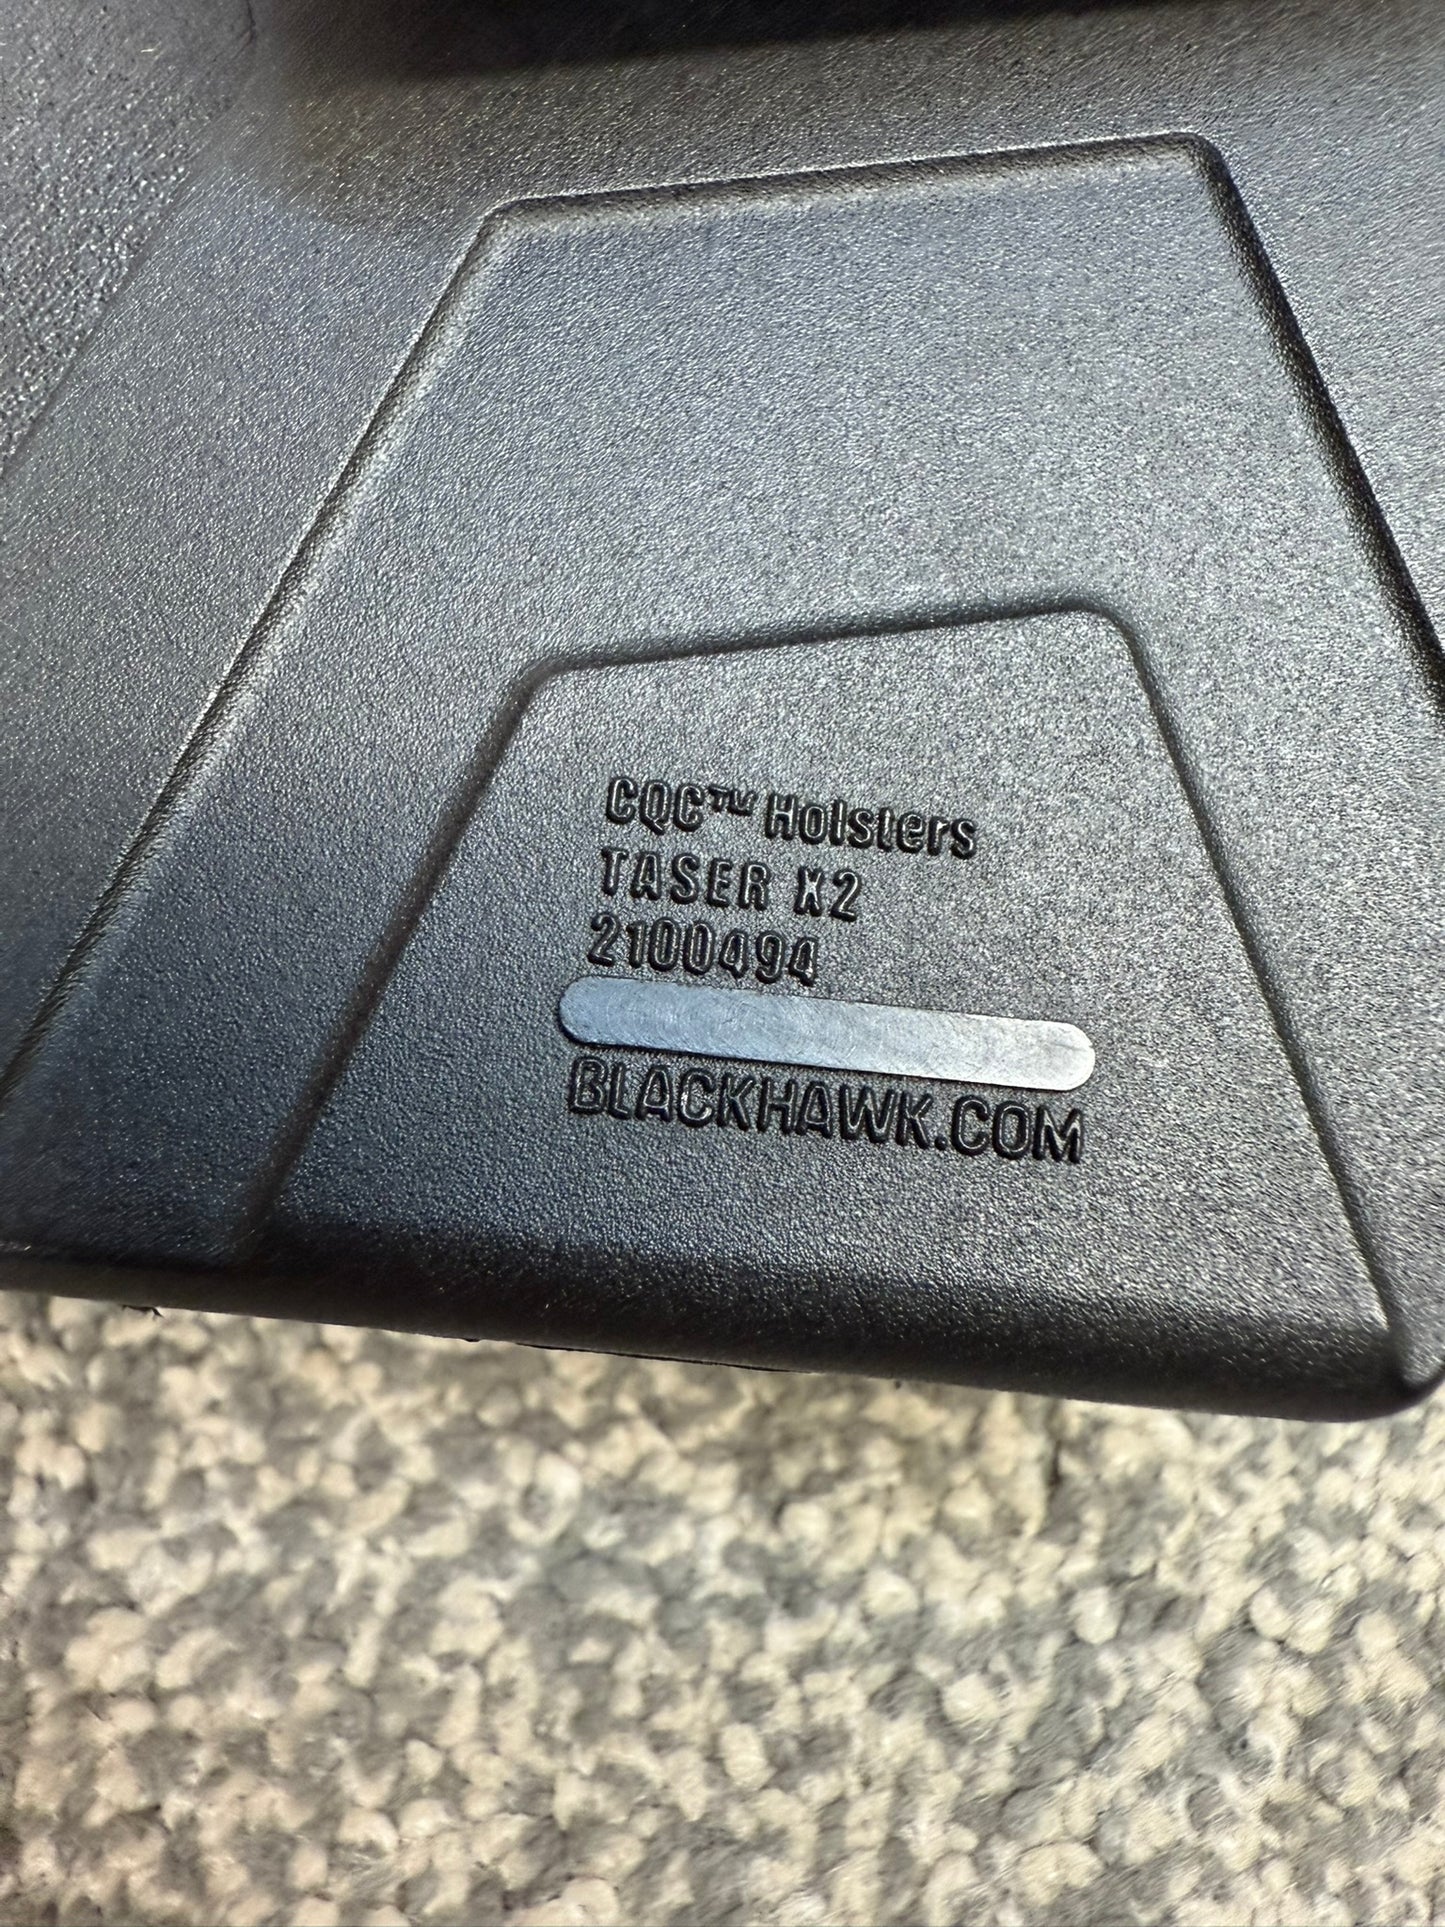 CQC™ Holsters
TASER X2
2100494
BLACKHAWK.COM